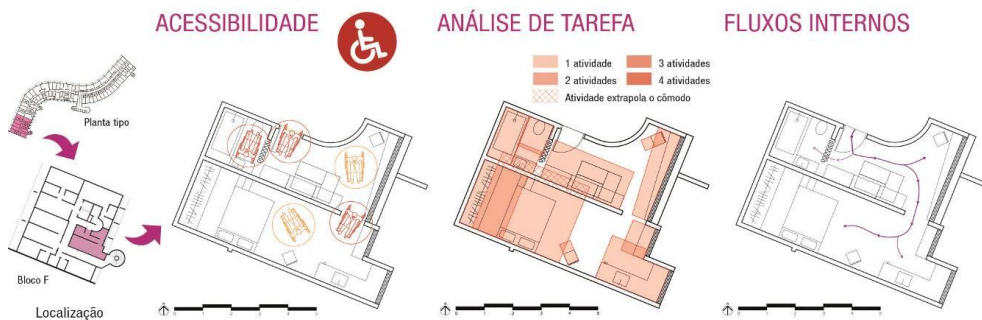 ACESSIBILIDADE
ANÁLISE DE TAREFA
FLUXOS INTERNOS
1 atividade
3 atividades
2 atividades
4 atividades
Atividade extrapola o cômodo
Planta tipo
Bloco F
Localização